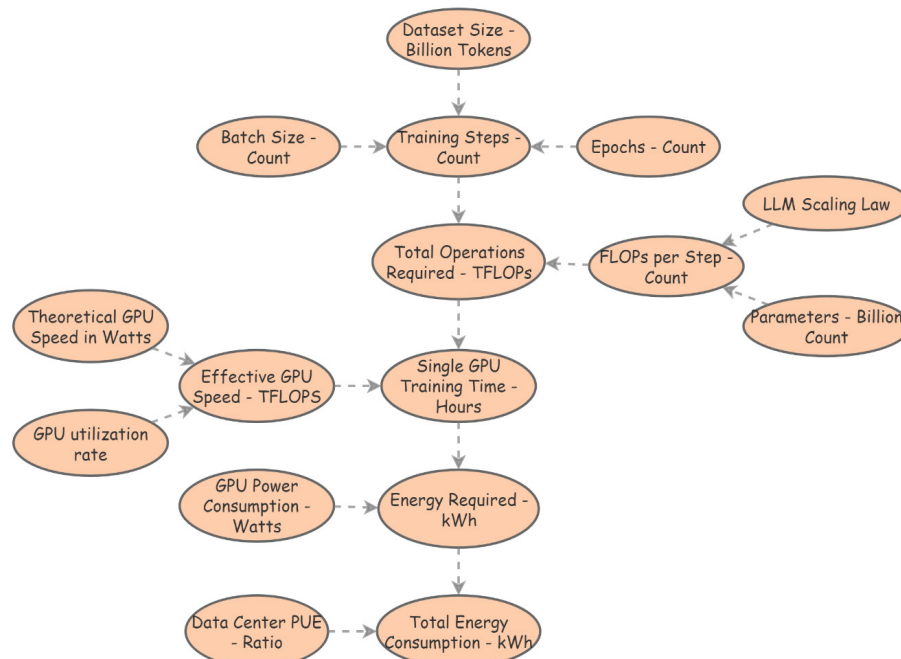 Dataset Size -
Billion Tokens
Batch Size -
Count
Training Steps -
Count
Epochs - Count
LLM Scaling Law
Total Operations
Required - TFLOPs
FLOPs per Step -
Count
Theoretical GPU
Speed in Watts
Parameters - Billion
Count
Effective GPU
Speed - TFLOPS
Single GPU
Training Time -
Hours
GPU utilization
rate
GPU Power
Consumption -
Watts
Energy Required -
kWh
Data Center PUE
- Ratio
Total Energy
Consumption - kWh